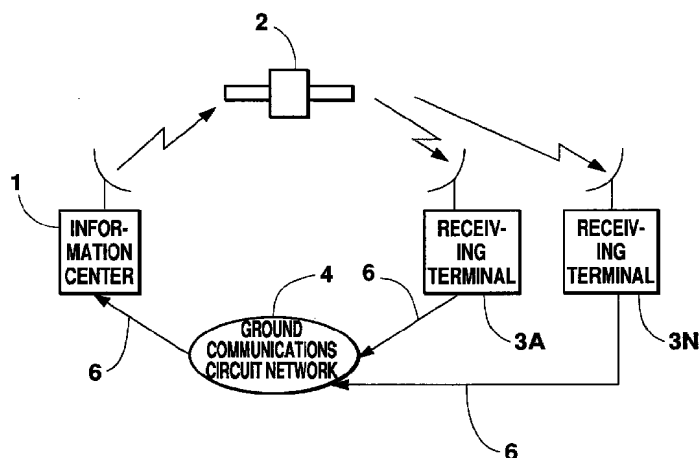 2
1
INFOR-
MATION
CENTER
RECEIV-
ING
TERMINAL
RECEIV-
ING
TERMINAL
4
6
3A
3N
GROUND
COMMUNICATIONS
CIRCUIT NETWORK
6
6